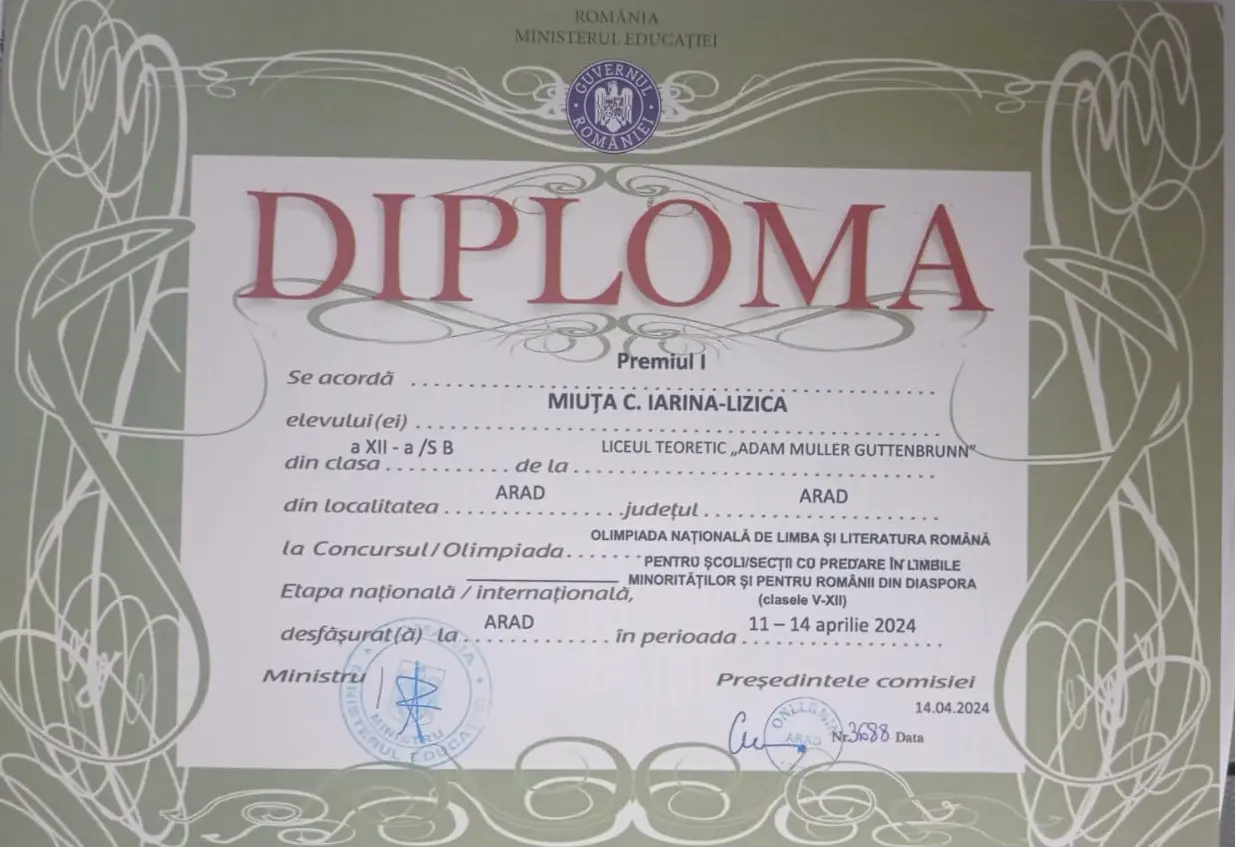 ROMÂNIA
MINISTERUL EDUCAȚIEI
GUVERNUL ROMÂNIEI
DIPLOMA
Premiul I
Se acordă
MIUȚA C. IARINA-LIZICA
elevului(ei)
a XII - a /S B LICEUL TEORETIC „ADAM MULLER GUTTENBRUNN”
din clasa de la
ARAD ARAD
din localitatea județul
OLIMPIADA NAȚIONALĂ DE LIMBA ȘI LITERATURA ROMÂNĂ
la Concursul/Olimpiada
PENTRU ȘCOLI/SECȚII CU PREDARE ÎN LIMBILE
MINORITĂȚILOR ȘI PENTRU ROMÂNII DIN DIASPORA
Etapa națională / internațională,
(clasele V-XII)
ARAD 11 – 14 aprilie 2024
desfășurat(ă) la în perioada
Ministru Președintele comisiei
14.04.2024
Nr. 3688 Data
MINISTERUL EDUCAȚIEI
MINISTRU
ARAD